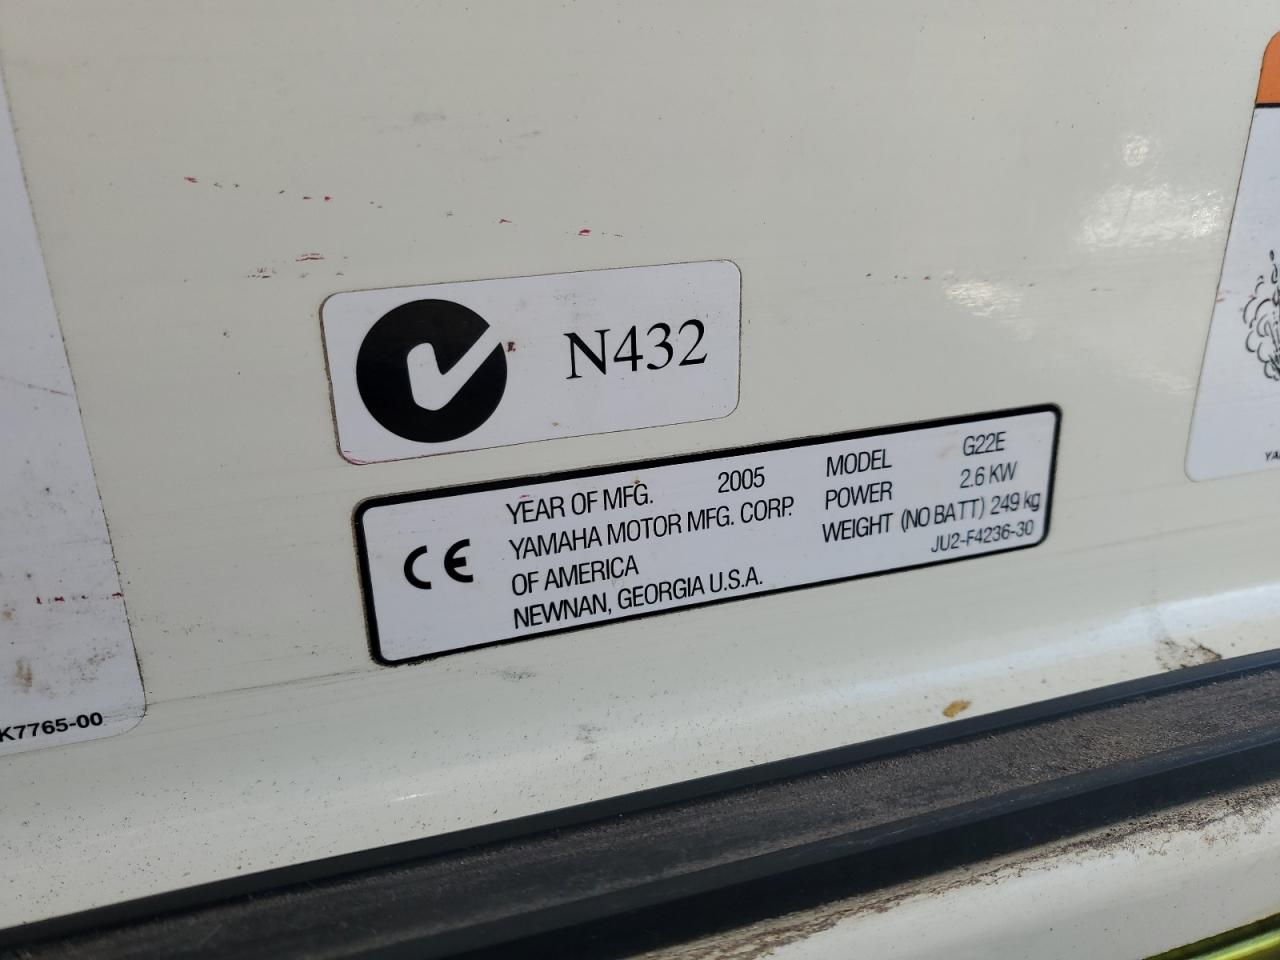 N432
CE
YEAR OF MFG. 2005
YAMAHA MOTOR MFG. CORP.
OF AMERICA
NEWNAN, GEORGIA U.S.A.
MODEL G22E
POWER 2.6 KW
WEIGHT (NO BATT) 249 kg
JU2-F4236-30
K7765-00
YA